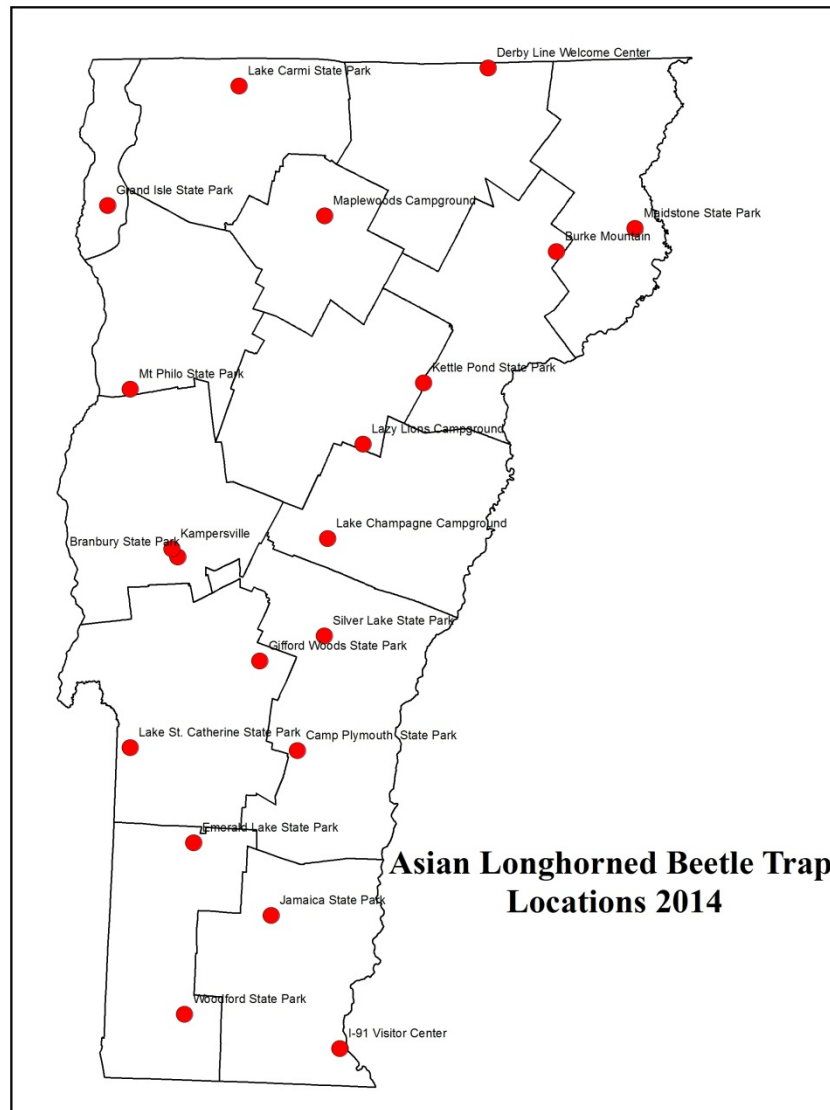 Derby Line Welcome Center
Lake Carmi State Park
Grand Isle State Park
Maplewoods Campground
Maidstone State Park
Burke Mountain
Kettle Pond State Park
Mt Philo State Park
Lazy Lions Campground
Lake Champagne Campground
Kampersville
Branbury State Park
Silver Lake State Park
Gifford Woods State Park
Lake St. Catherine State Park
Camp Plymouth  State Park
Emerald Lake State Park
Asian Longhorned Beetle Trap
Locations 2014
Jamaica State Park
Woodford State Park
I-91 Visitor Center